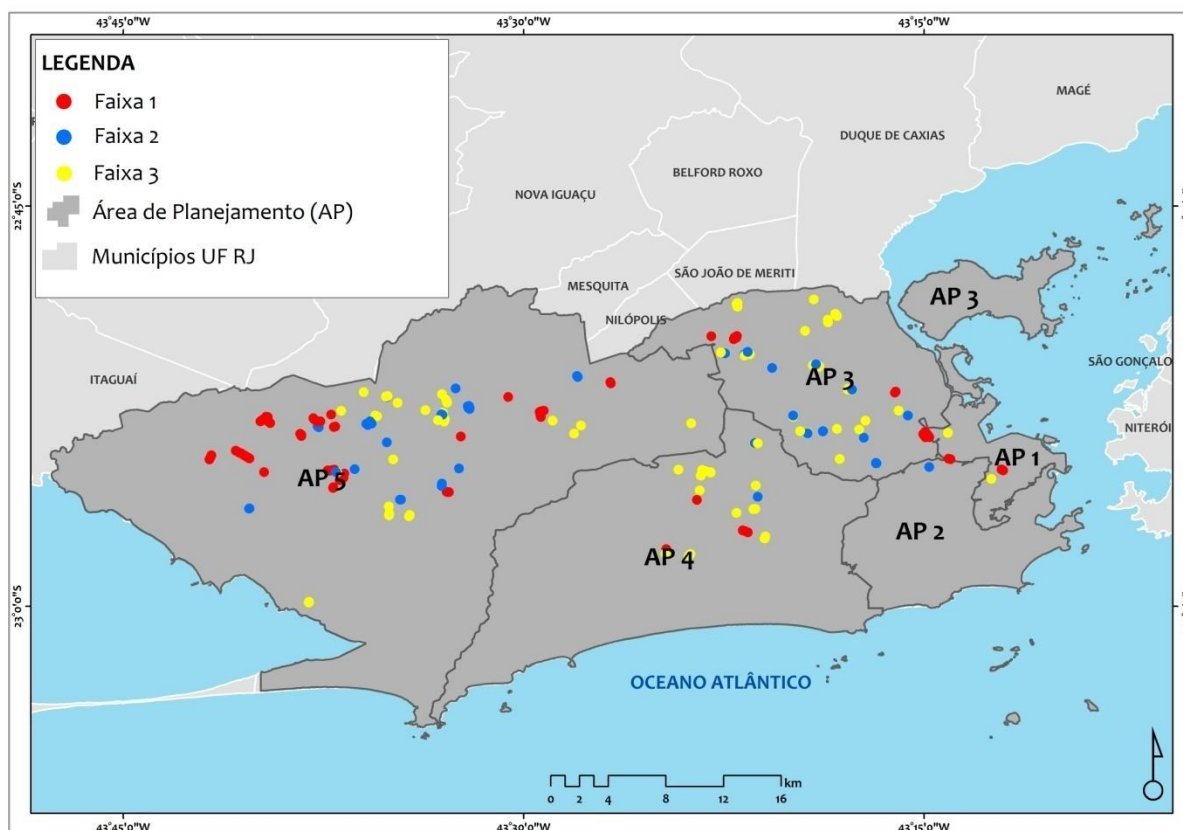 43°45'0"W 43°30'0"W 43°15'0"W
LEGENDA
Faixa 1
Faixa 2
Faixa 3
Área de Planejamento (AP)
Municípios UF RJ
MAGÉ
DUQUE DE CAXIAS
BELFORD ROXO
NOVA IGUAÇU
22°45'0"S
SÃO JOÃO DE MERITI
MESQUITA
NILÓPOLIS
AP 3
SÃO GONÇALO
ITAGUAÍ
AP 3
NITERÓI
AP 1
AP 5
AP 2
AP 4
23°0'0"S
OCEANO ATLÂNTICO
km
0 2 4 8 12 16
43°45'0"W 43°30'0"W 43°15'0"W